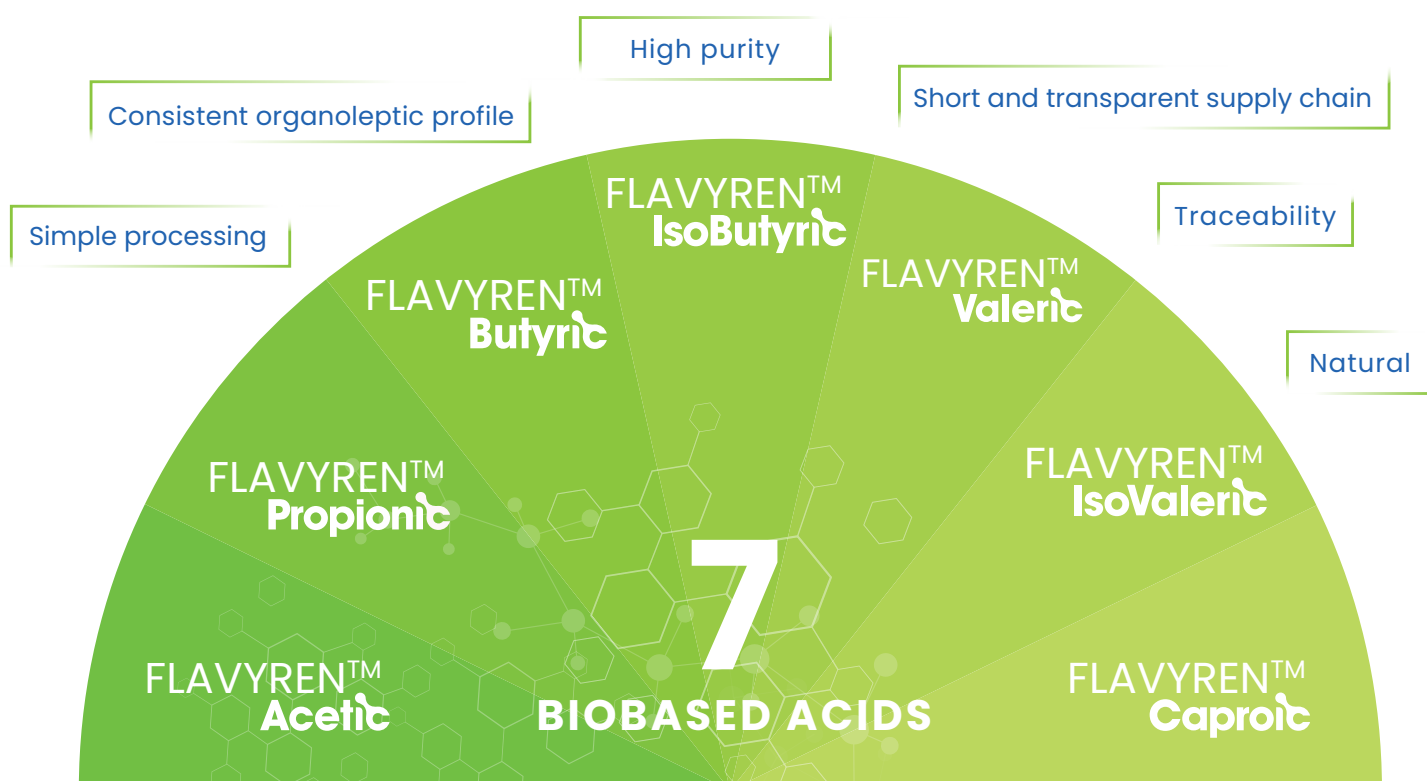 High purity
Short and transparent supply chain
Consistent organoleptic profile
Traceability
Simple processing
Natural
FLAVYREN™
IsoButyric
FLAVYREN™
Valeric
FLAVYREN™
Butyric
FLAVYREN™
IsoValeric
FLAVYREN™
Propionic
7
BIOBASED ACIDS
FLAVYREN™
Acetic
FLAVYREN™
Caproic